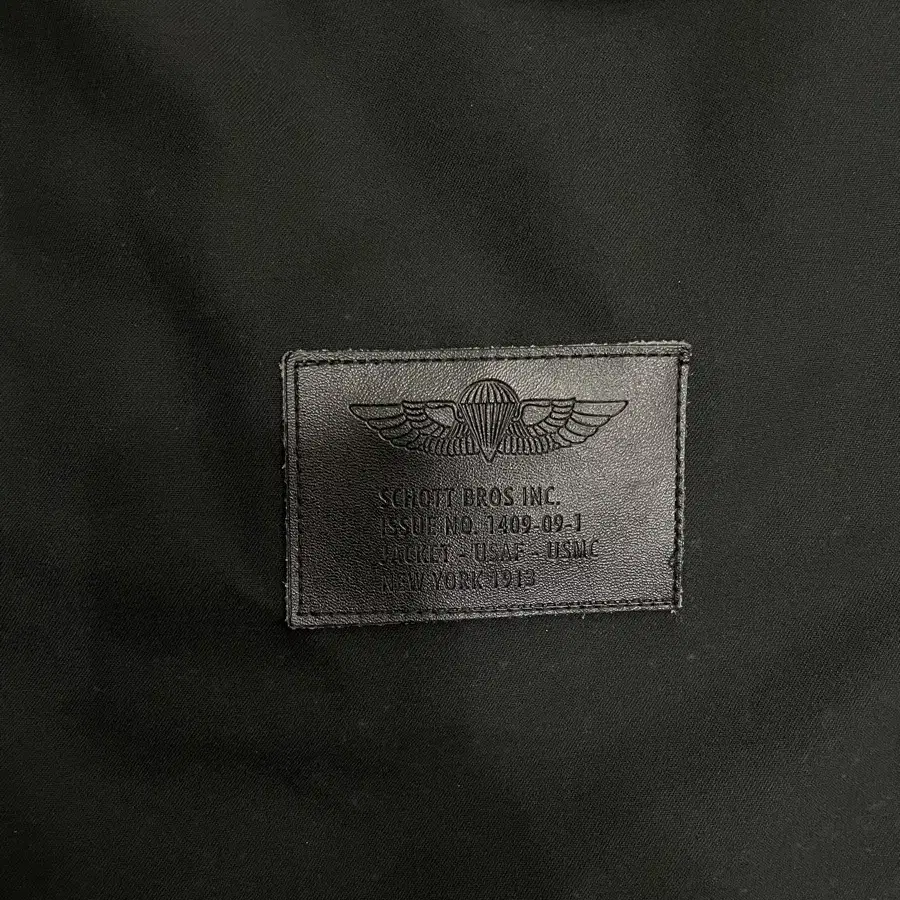 SCHOTT BROS INC.
ISSUE NO. 1409-09-1
JACKET - USAF - USMC
NEW YORK 1913